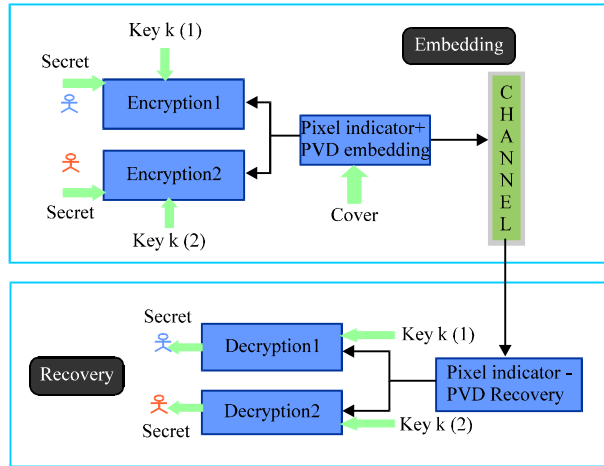 Key k (1)
Embedding
Secret
Encryption1
Pixel indicator+
PVD embedding
CHANNEL
Encryption2
Secret
Cover
Key k (2)
Secret
Key k (1)
Decryption1
Recovery
Pixel indicator -
PVD Recovery
Decryption2
Secret
Key k (2)